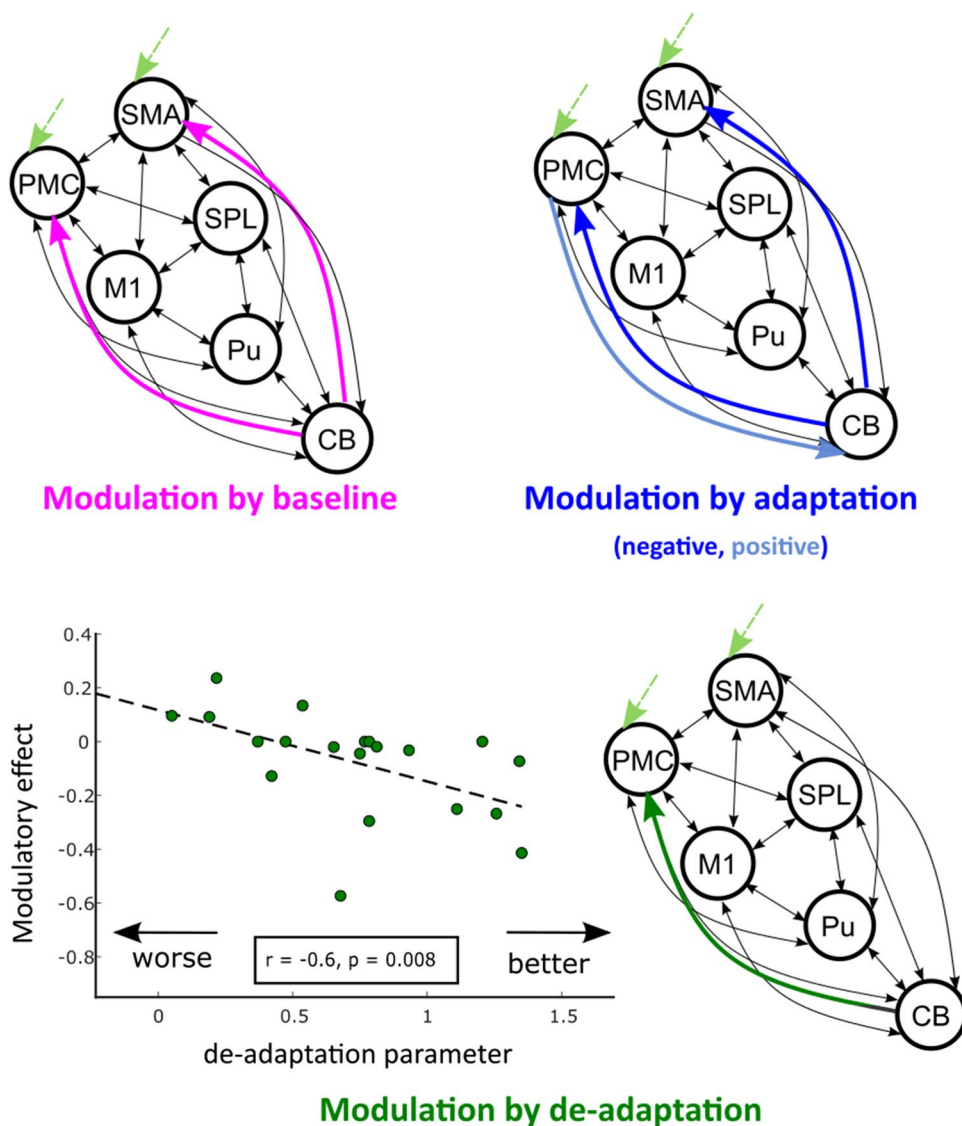 SMA
PMC
SPL
M1
Pu
CB
Modulation by baseline
SMA
PMC
SPL
M1
Pu
CB
Modulation by adaptation
(negative, positive)
0.4
0.2
0
-0.2
-0.4
-0.6
-0.8
Modulatory effect
worse
better
r = -0.6, p = 0.008
0
0.5
1
1.5
de-adaptation parameter
SMA
PMC
SPL
M1
Pu
CB
Modulation by de-adaptation